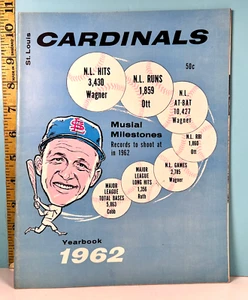 St. Louis
CARDINALS
50c
N.L. HITS
3,430
Wagner
N.L. RUNS
1,859
Ott
N.L.
AT-BAT
10,427
Wagner
Musial
Milestones
Records to shoot at
in 1962
N.L. RBI
1,860
Ott
N.L. GAMES
2,785
Wagner
MAJOR
LEAGUE
LONG HITS
1,356
Ruth
MAJOR
LEAGUE
TOTAL BASES
5,863
Cobb
Yearbook
1962